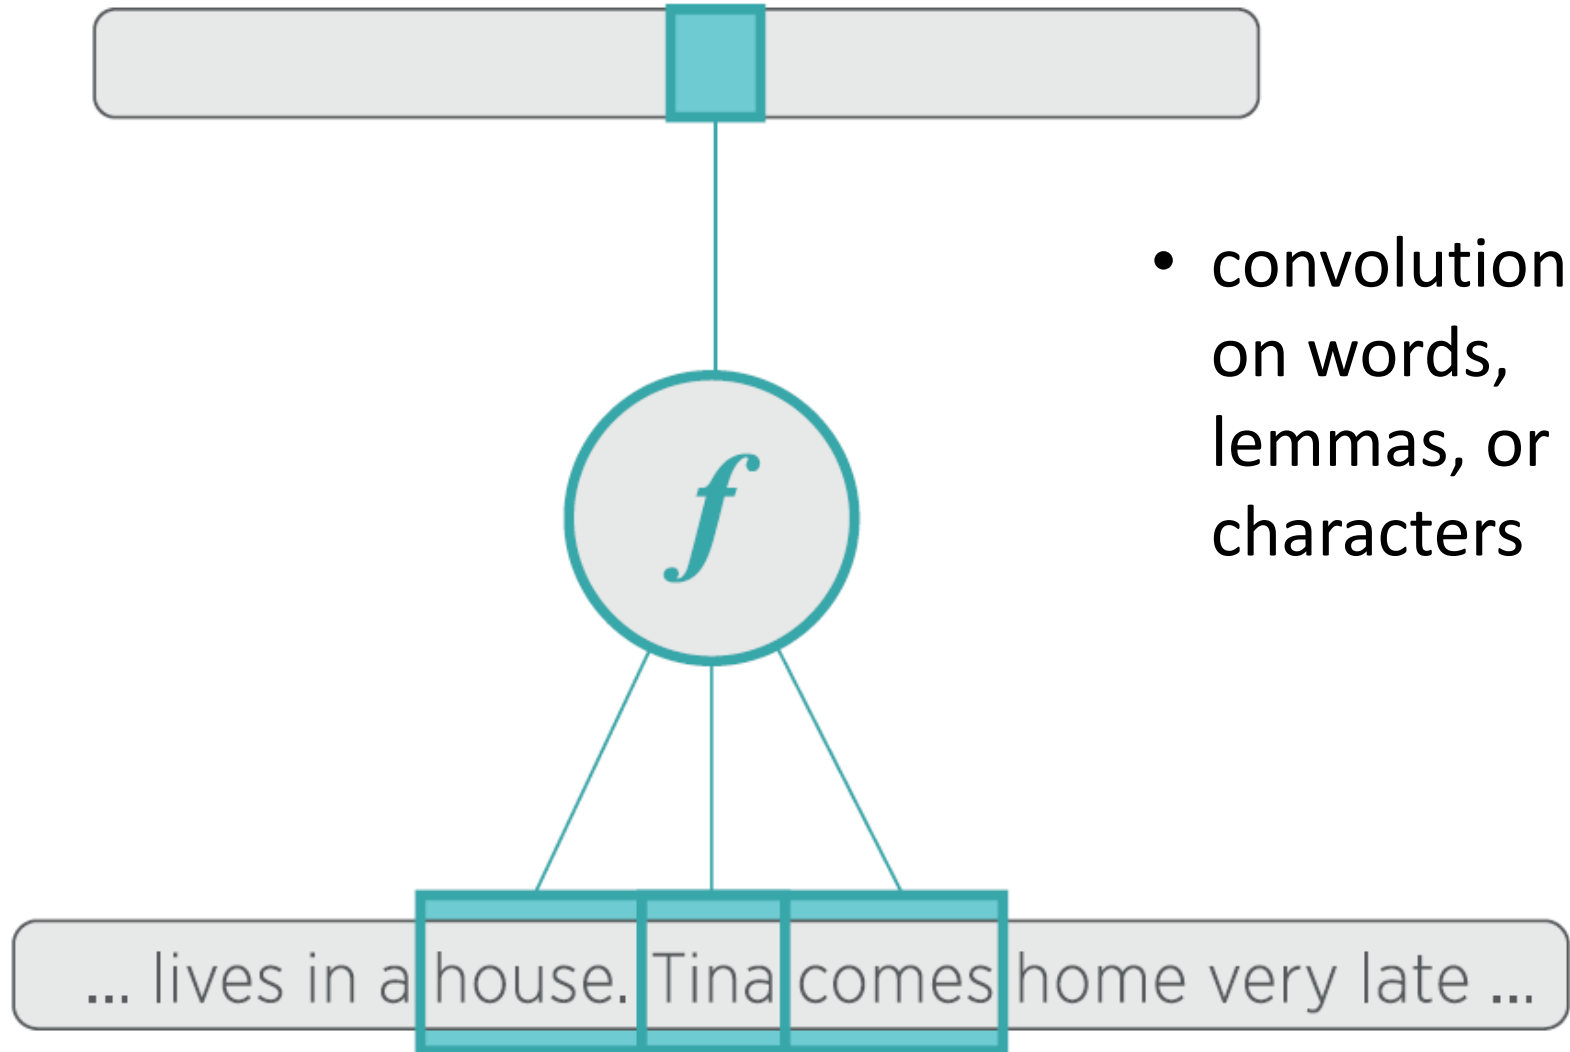 • convolution
on words,
lemmas, or
characters
f
... lives in a house. Tina comes home very late ...